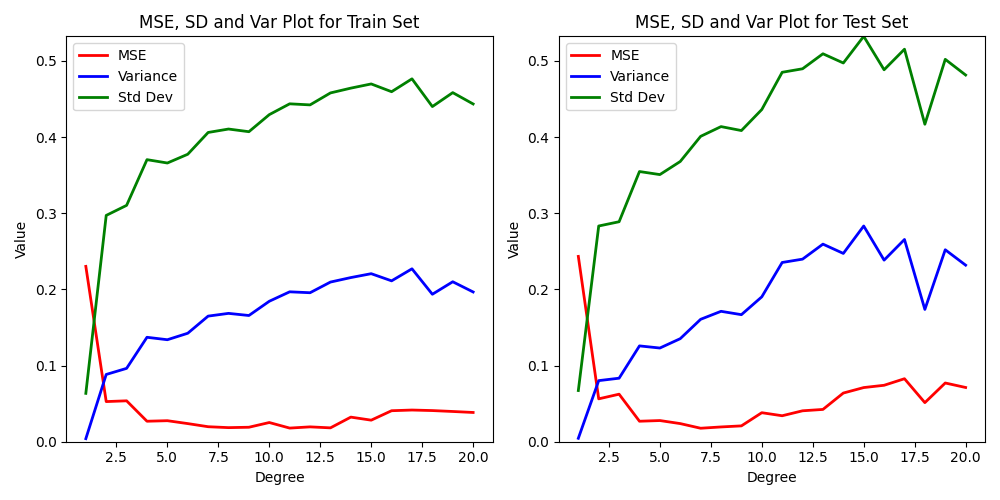 MSE, SD and Var Plot for Train Set
MSE
Variance
Std Dev
Value
0.5
0.4
0.3
0.2
0.1
0.0
2.5 5.0 7.5 10.0 12.5 15.0 17.5 20.0
Degree
MSE, SD and Var Plot for Test Set
MSE
Variance
Std Dev
Value
0.5
0.4
0.3
0.2
0.1
0.0
2.5 5.0 7.5 10.0 12.5 15.0 17.5 20.0
Degree